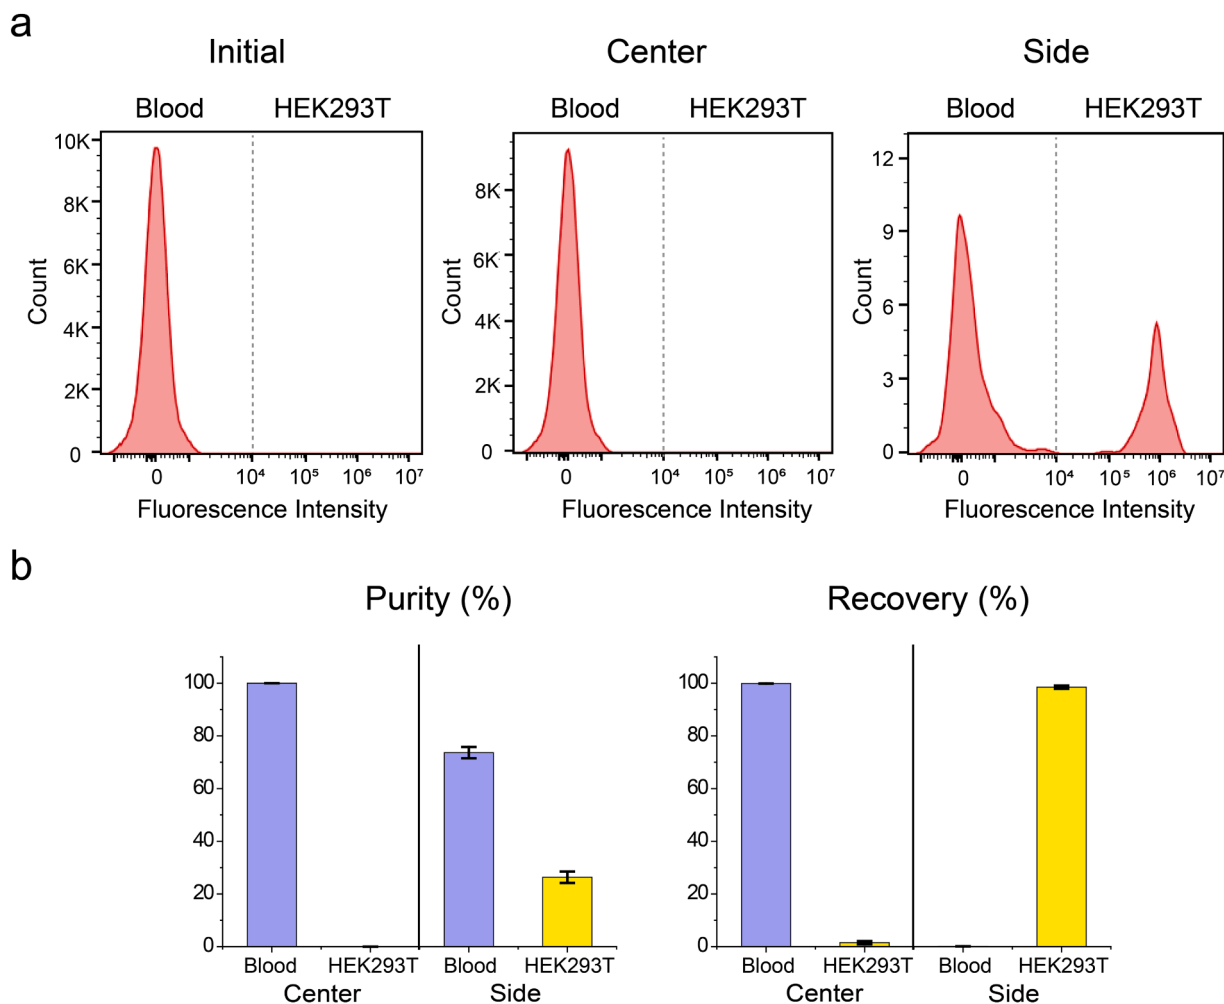 a
Initial
Center
Side
Blood
HEK293T
Blood
HEK293T
Blood
HEK293T
10K
8K
6K
4K
2K
0
Count
0
10⁴
10⁵
10⁶
10⁷
Fluorescence Intensity
8K
6K
4K
2K
0
Count
0
10⁴
10⁵
10⁶
10⁷
Fluorescence Intensity
12
9
6
3
0
Count
0
10⁴
10⁵
10⁶
10⁷
Fluorescence Intensity
b
Purity (%)
100
80
60
40
20
0
Blood
HEK293T
Blood
HEK293T
Center
Side
Recovery (%)
100
80
60
40
20
0
Blood
HEK293T
Blood
HEK293T
Center
Side